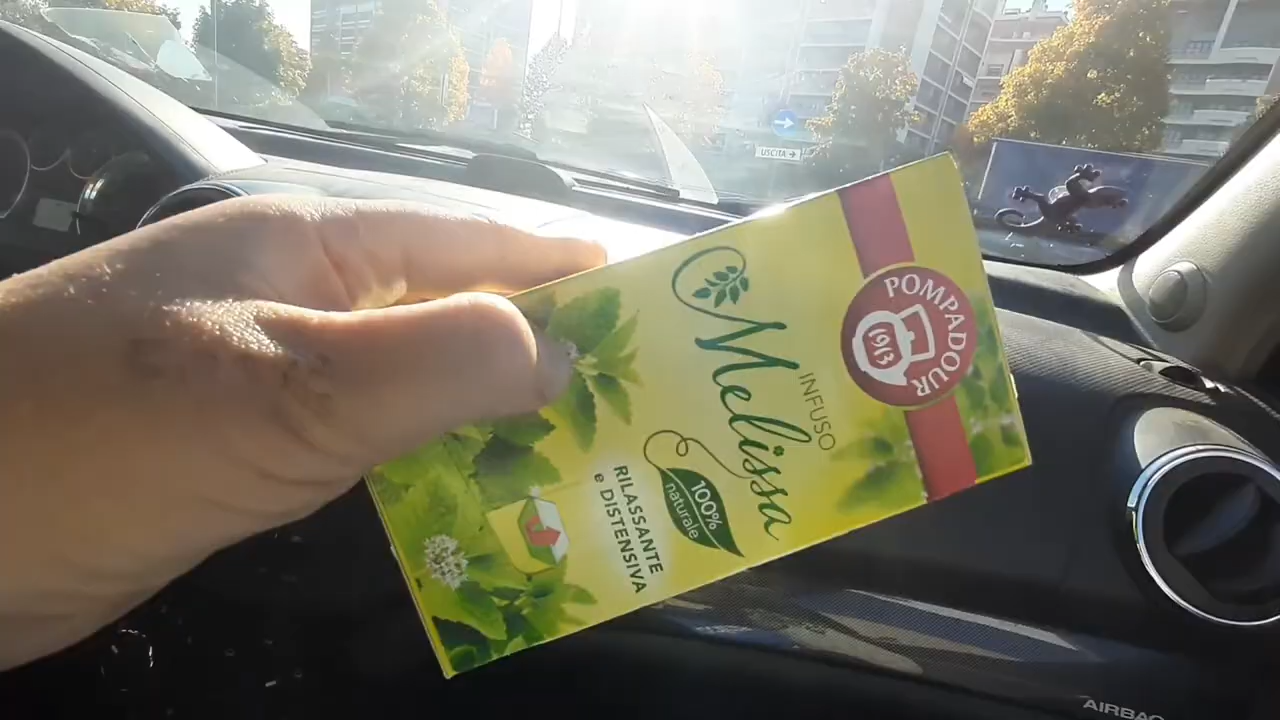 USCITA →
POMPADOUR
1913
INFUSO
Melissa
100%
naturale
RILASSANTE
e DISTENSIVA
AIRBAG